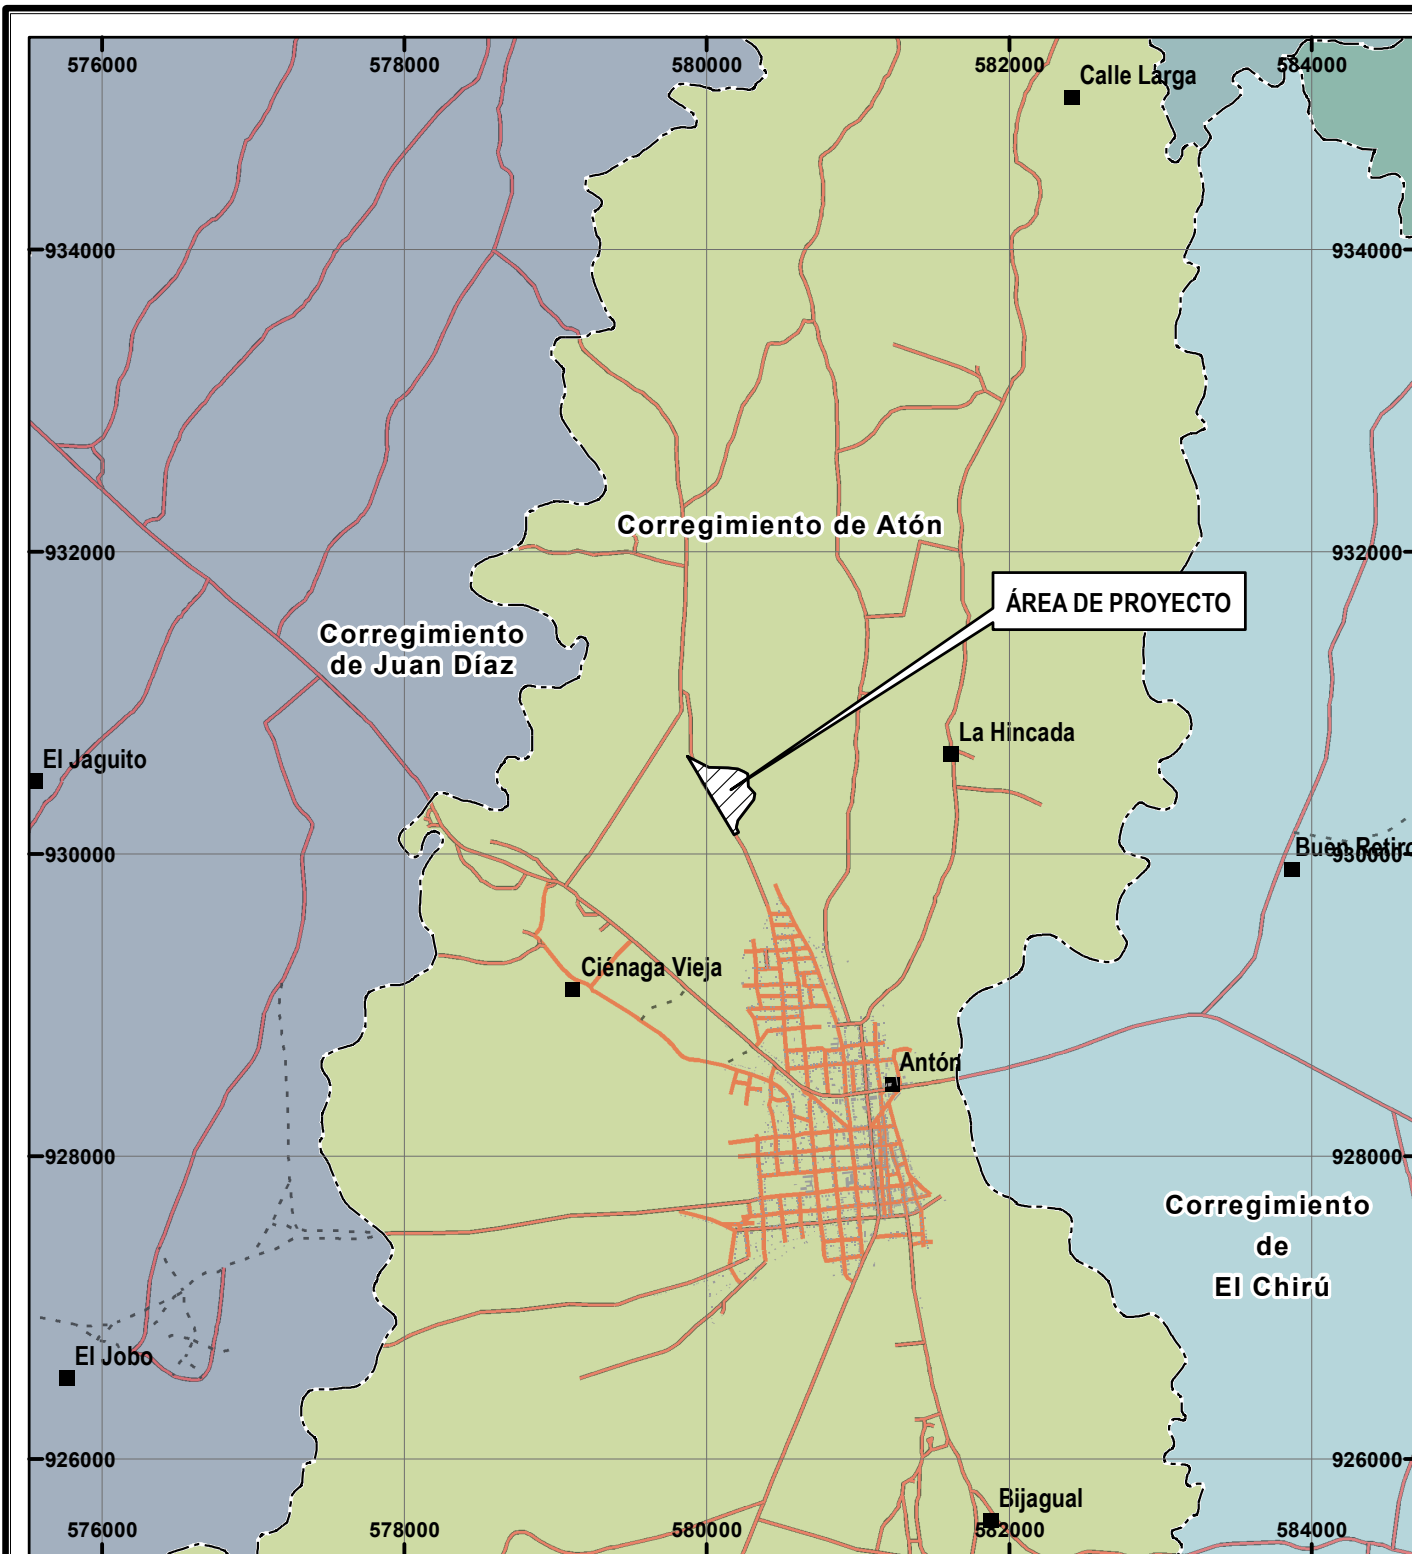 576000
578000
580000
582000
584000
Calle Larga
934000
934000
Corregimiento de Atón
932000
932000
ÁREA DE PROYECTO
Corregimiento
de Juan Díaz
La Hincada
El Jaguito
930000
Buen Retiro
930000
Ciénaga Vieja
Antón
928000
928000
Corregimiento
de
El Chirú
El Jobo
926000
926000
Bijagual
576000
578000
580000
582000
584000